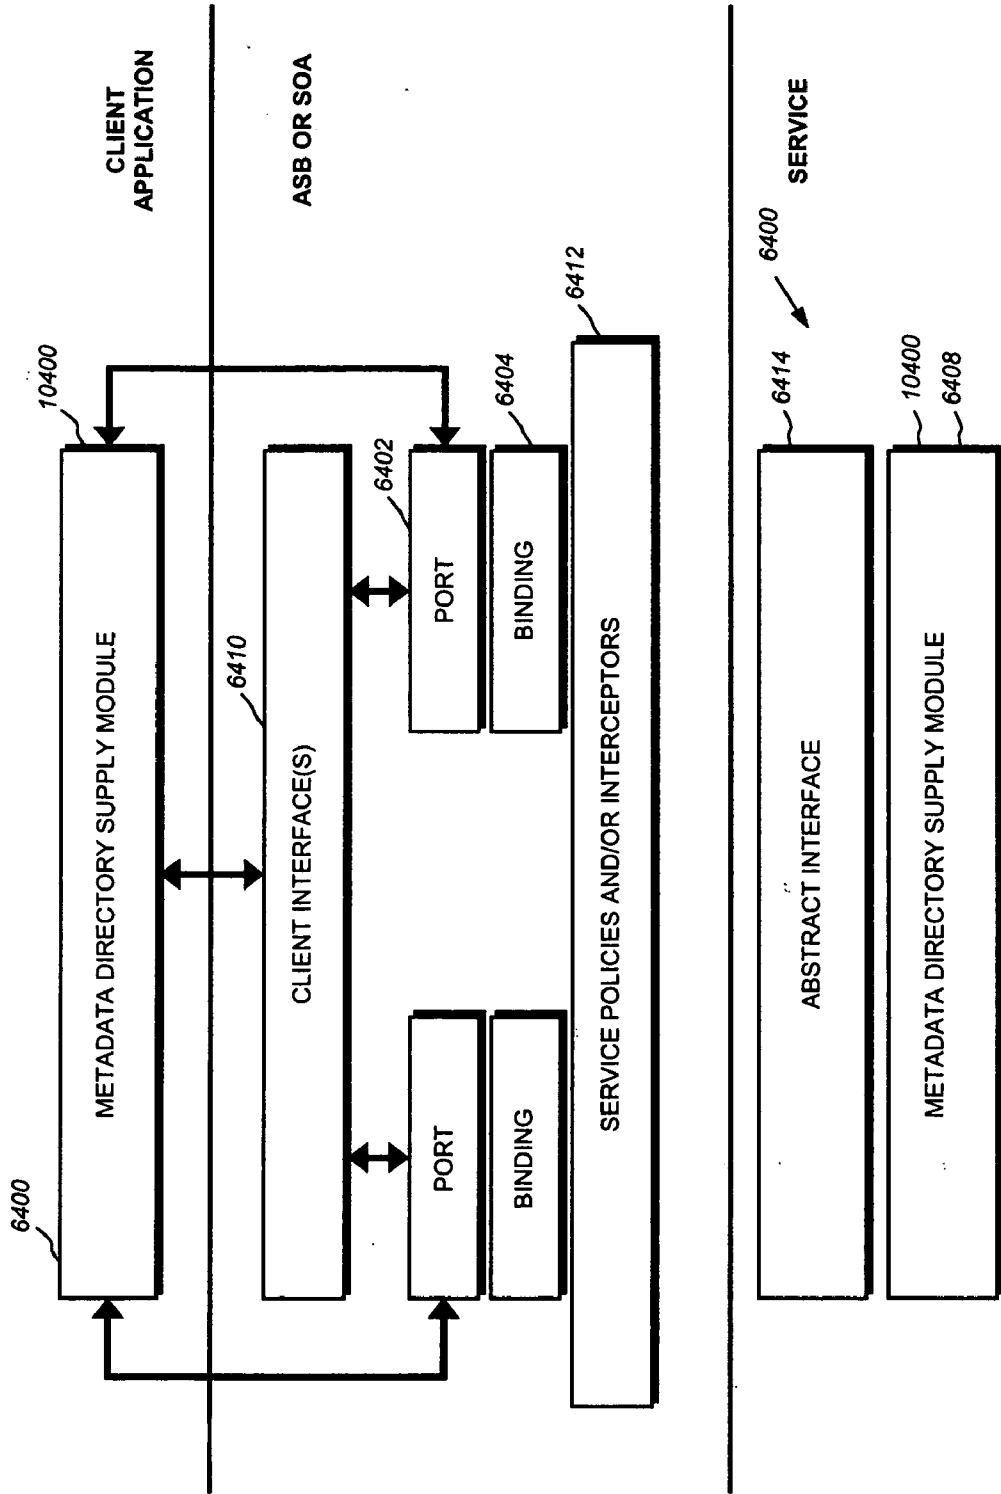 6400
10400
METADATA DIRECTORY SUPPLY MODULE
CLIENT
APPLICATION
6410
CLIENT INTERFACE(S)
ASB OR SOA
6402
PORT
PORT
6404
BINDING
BINDING
6412
SERVICE POLICIES AND/OR INTERCEPTORS
6414
6400
SERVICE
ABSTRACT INTERFACE
10400
6408
METADATA DIRECTORY SUPPLY MODULE